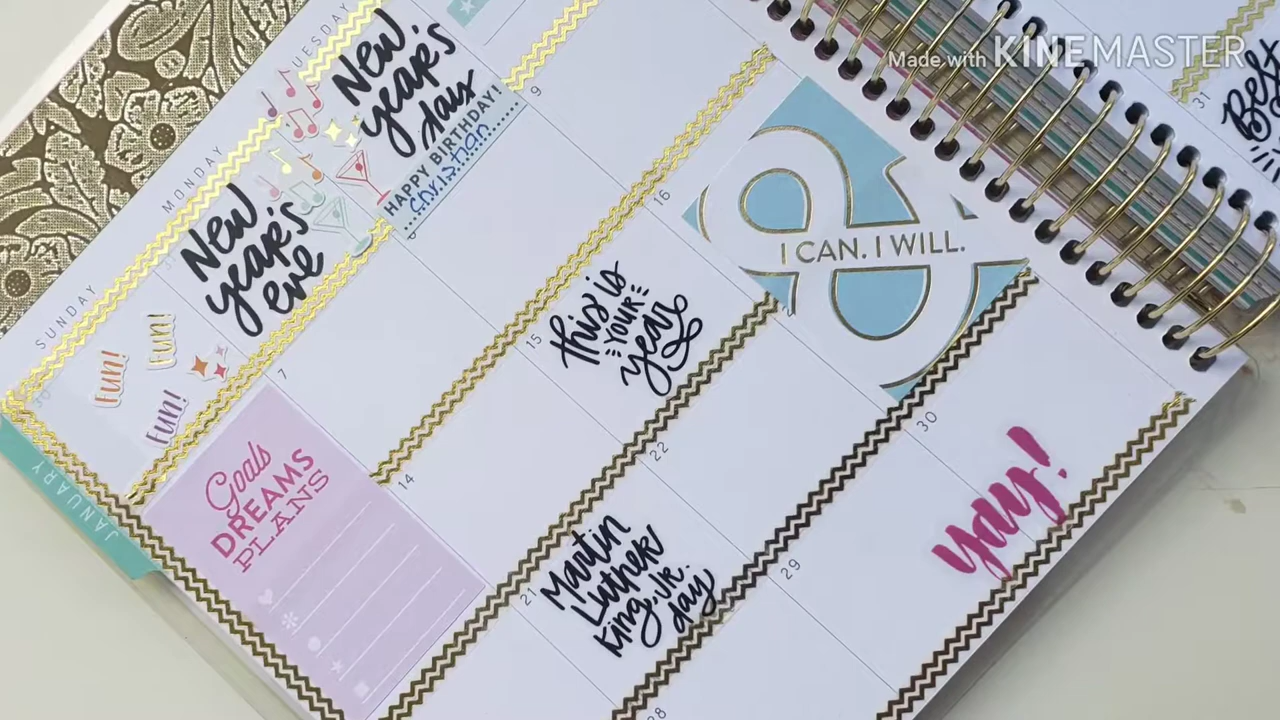 Made with KINEMASTER
SUNDAY
MONDAY
TUESDAY
New
year's
eve
New
year's
day
HAPPY BIRTHDAY!
Fun!
Fun!
Fun!
JANUARY
7
9
14
15
16
21
22
28
29
30
31
Goals
DREAMS
PLANS
this is
YOUR
year
I CAN. I WILL.
Martin
Luther
King, Jr.
day
yay!
Best